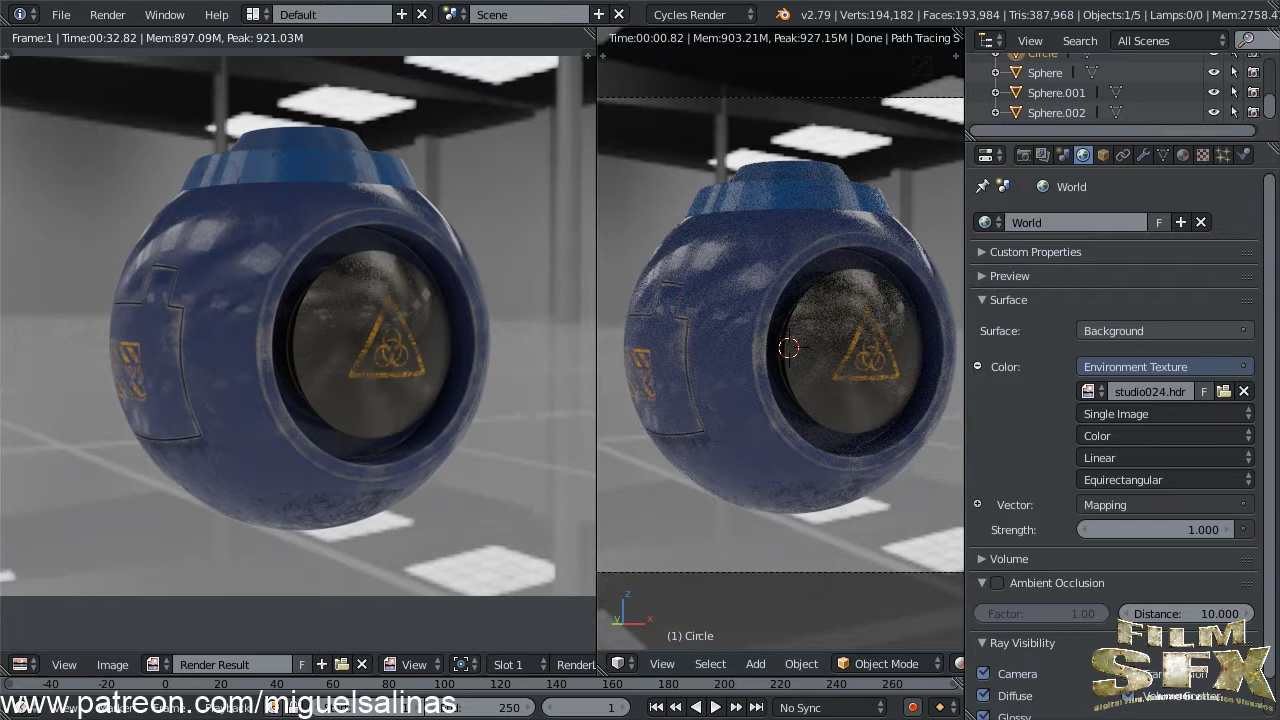 File Render Window Help Default Scene Cycles Render v2.79 | Verts:194,182 | Faces:193,984 | Tris:387,968 | Objects:1/5 | Lamps:0/0 | Mem:2758.4
Frame:1 | Time:00:32.82 | Mem:897.09M, Peak: 921.03M
Time:00:00.82 | Mem:903.21M, Peak:927.15M | Done | Path Tracing S
View Search All Scenes
Circle
Sphere
Sphere.001
Sphere.002
World
World F
Custom Properties
Preview
Surface
Surface: Background
Color: Environment Texture
studio024.hdr F
Single Image
Color
Linear
Equirectangular
Vector: Mapping
Strength: 1.000
Volume
Ambient Occlusion
Factor: 1.00 Distance: 10.000
Ray Visibility
Camera
Diffuse
Glossy
z
y x
(1) Circle
View Image Render Result F View Slot 1 Render
View Select Add Object Object Mode
-40 -20 0 20 40 60 80 100 120 140 160 180 200 220 240 260
250 1 No Sync
www.patreon.com/miguelsalinas
FILM
SFX